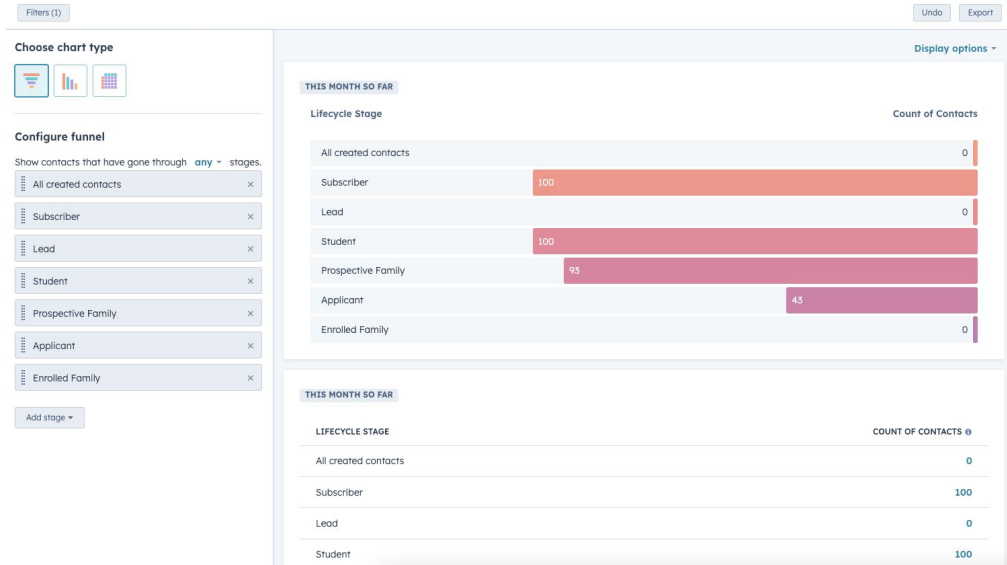 Filters (1)
Undo
Export
Choose chart type
Configure funnel
Show contacts that have gone through any stages.
All created contacts
Subscriber
Lead
Student
Prospective Family
Applicant
Enrolled Family
Add stage
Display options
THIS MONTH SO FAR
Lifecycle Stage Count of Contacts
All created contacts 0
Subscriber 100
Lead 0
Student 100
Prospective Family 93
Applicant 43
Enrolled Family 0
THIS MONTH SO FAR
LIFECYCLE STAGE COUNT OF CONTACTS
All created contacts 0
Subscriber 100
Lead 0
Student 100